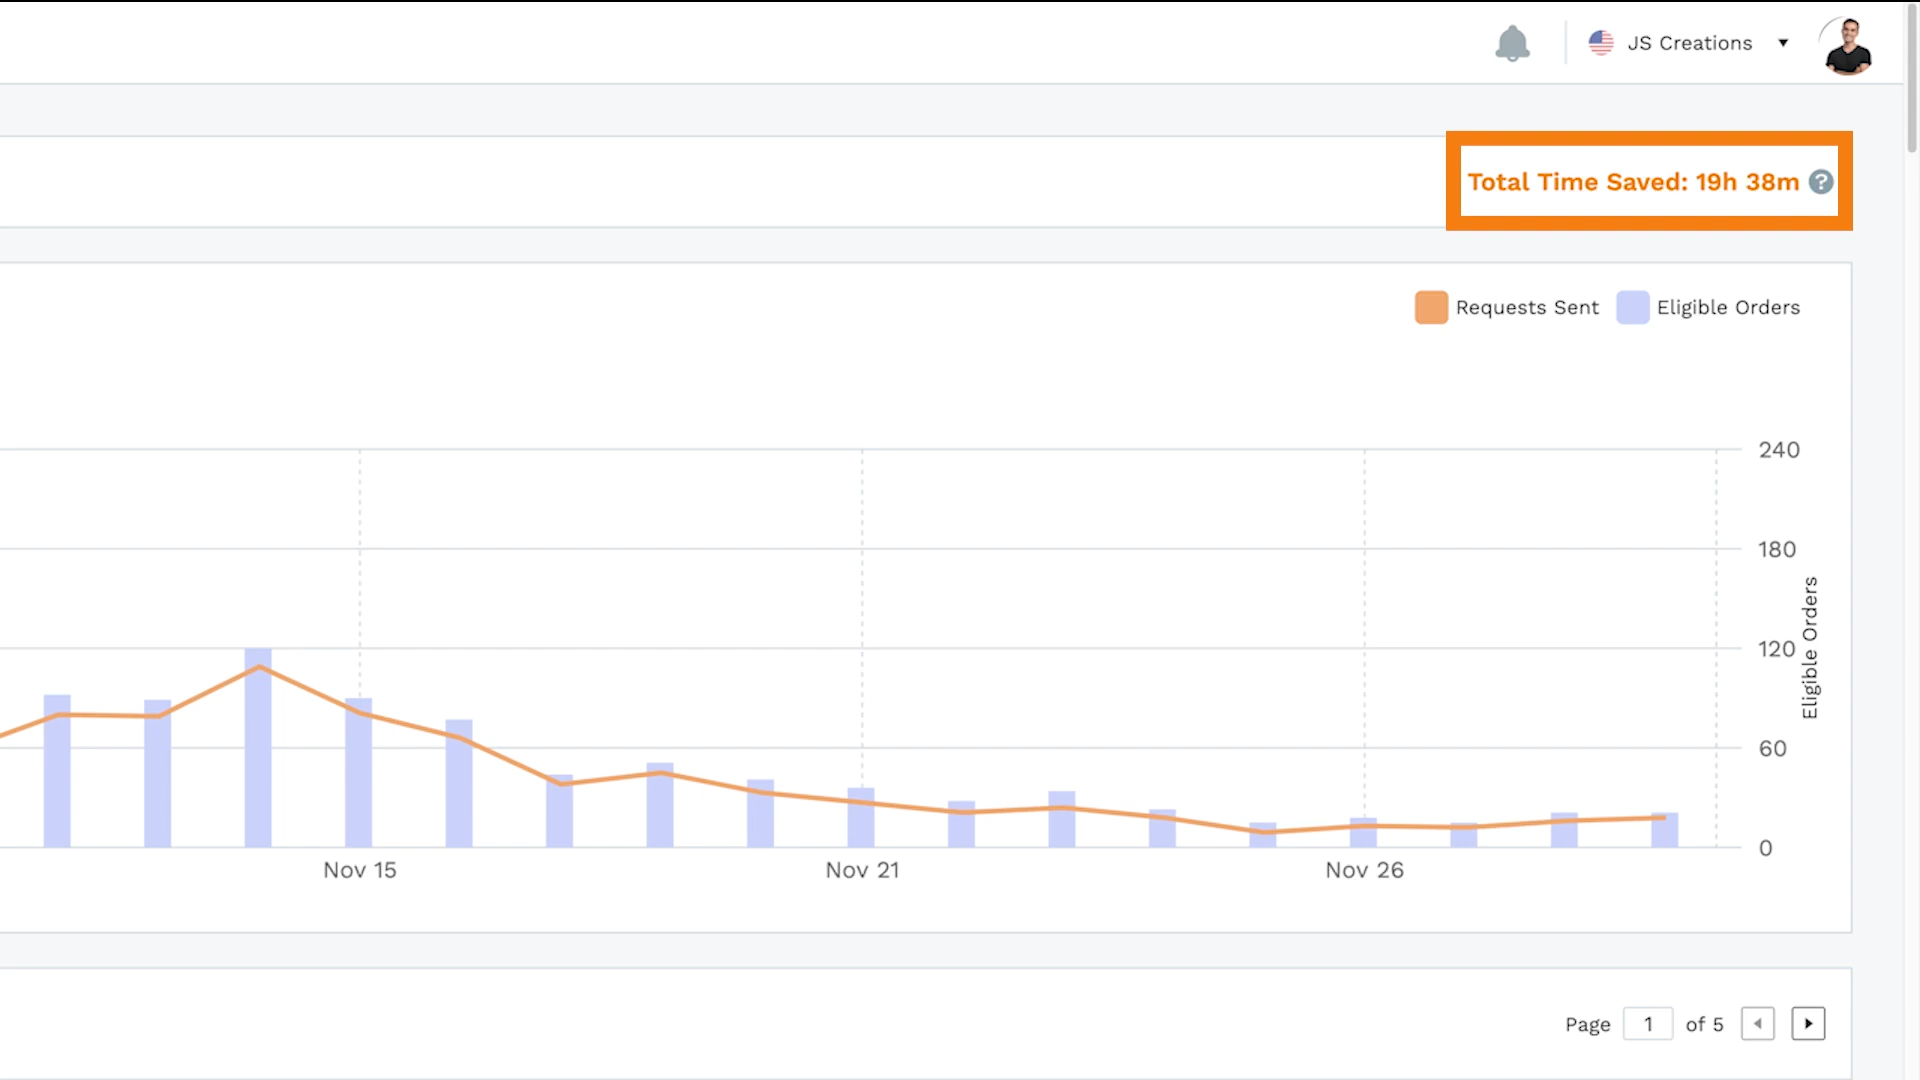 JS Creations
Total Time Saved: 19h 38m ?
Requests Sent
Eligible Orders
240
180
120
60
0
Eligible Orders
Nov 15
Nov 21
Nov 26
Page 1 of 5